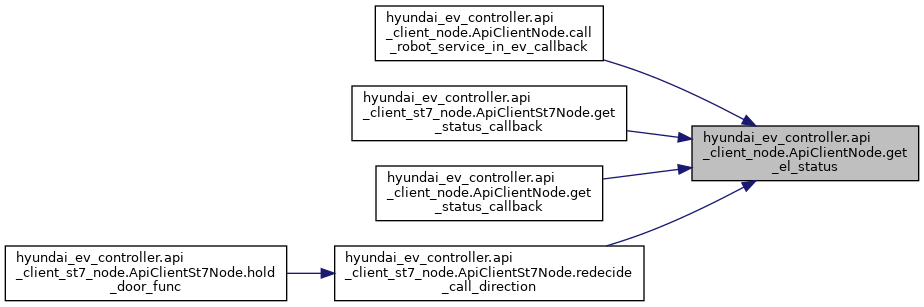 hyundai_ev_controller.api
_client_node.ApiClientNode.call
_robot_service_in_ev_callback
hyundai_ev_controller.api
_client_st7_node.ApiClientSt7Node.get
_status_callback
hyundai_ev_controller.api
_client_node.ApiClientNode.get
_el_status
hyundai_ev_controller.api
_client_node.ApiClientNode.get
_status_callback
hyundai_ev_controller.api
_client_st7_node.ApiClientSt7Node.hold
_door_func
hyundai_ev_controller.api
_client_st7_node.ApiClientSt7Node.redecide
_call_direction